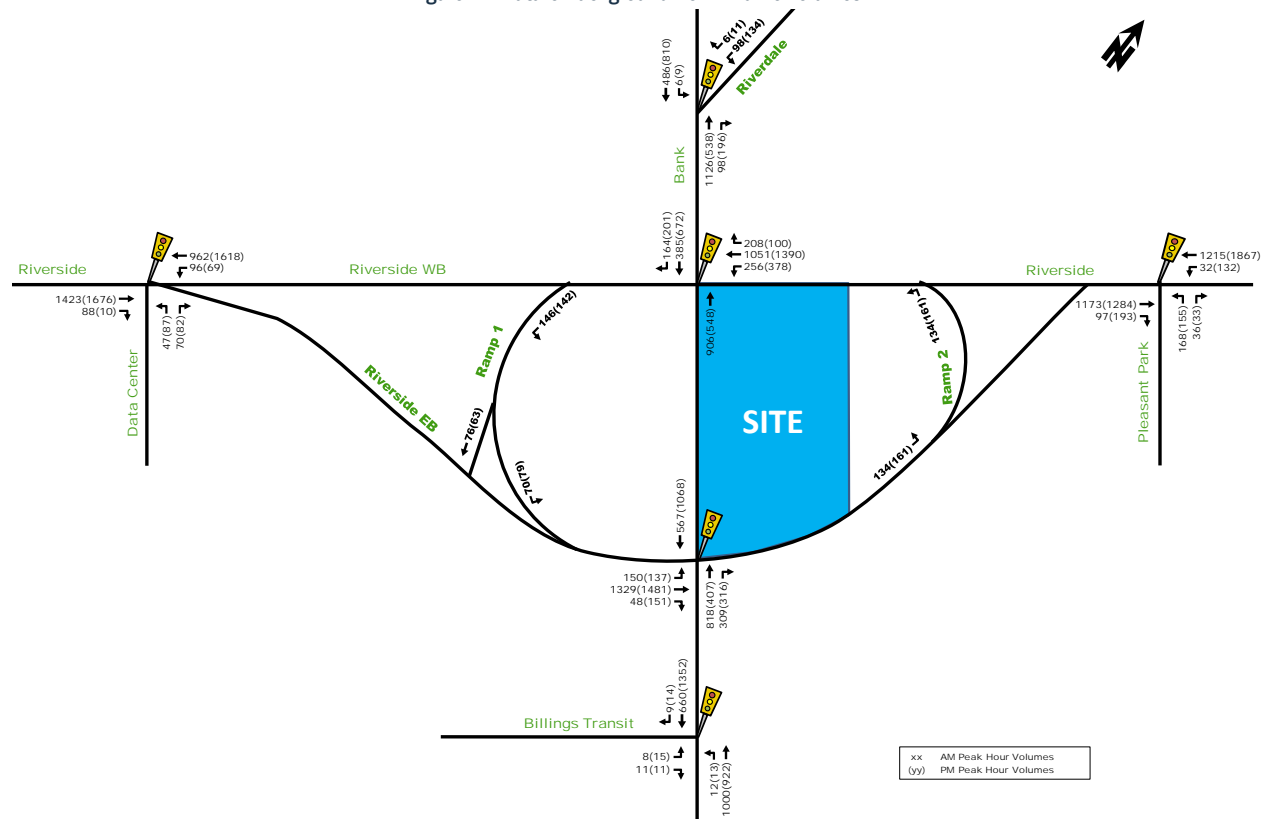 6(11)
98(134)
Riverdale
486(810)
6(9)
N
1126(538)
98(196)
Bank
164(201)
385(672)
208(100)
1051(1390)
256(378)
962(1618)
96(69)
Riverside
Riverside WB
Riverside
1215(1867)
32(132)
1423(1676)
88(10)
47(87)
70(82)
Data Center
Riverside EB
Ramp 1
146(142)
76(63)
70(79)
906(548)
SITE
134(161)
Ramp 2
134(161)
1173(1284)
97(193)
168(155)
36(33)
Pleasant Park
567(1068)
150(137)
1329(1481)
48(151)
818(407)
309(316)
9(14)
660(1352)
Billings Transit
8(15)
11(11)
12(13)
1000(922)
xx AM Peak Hour Volumes
(yy) PM Peak Hour Volumes